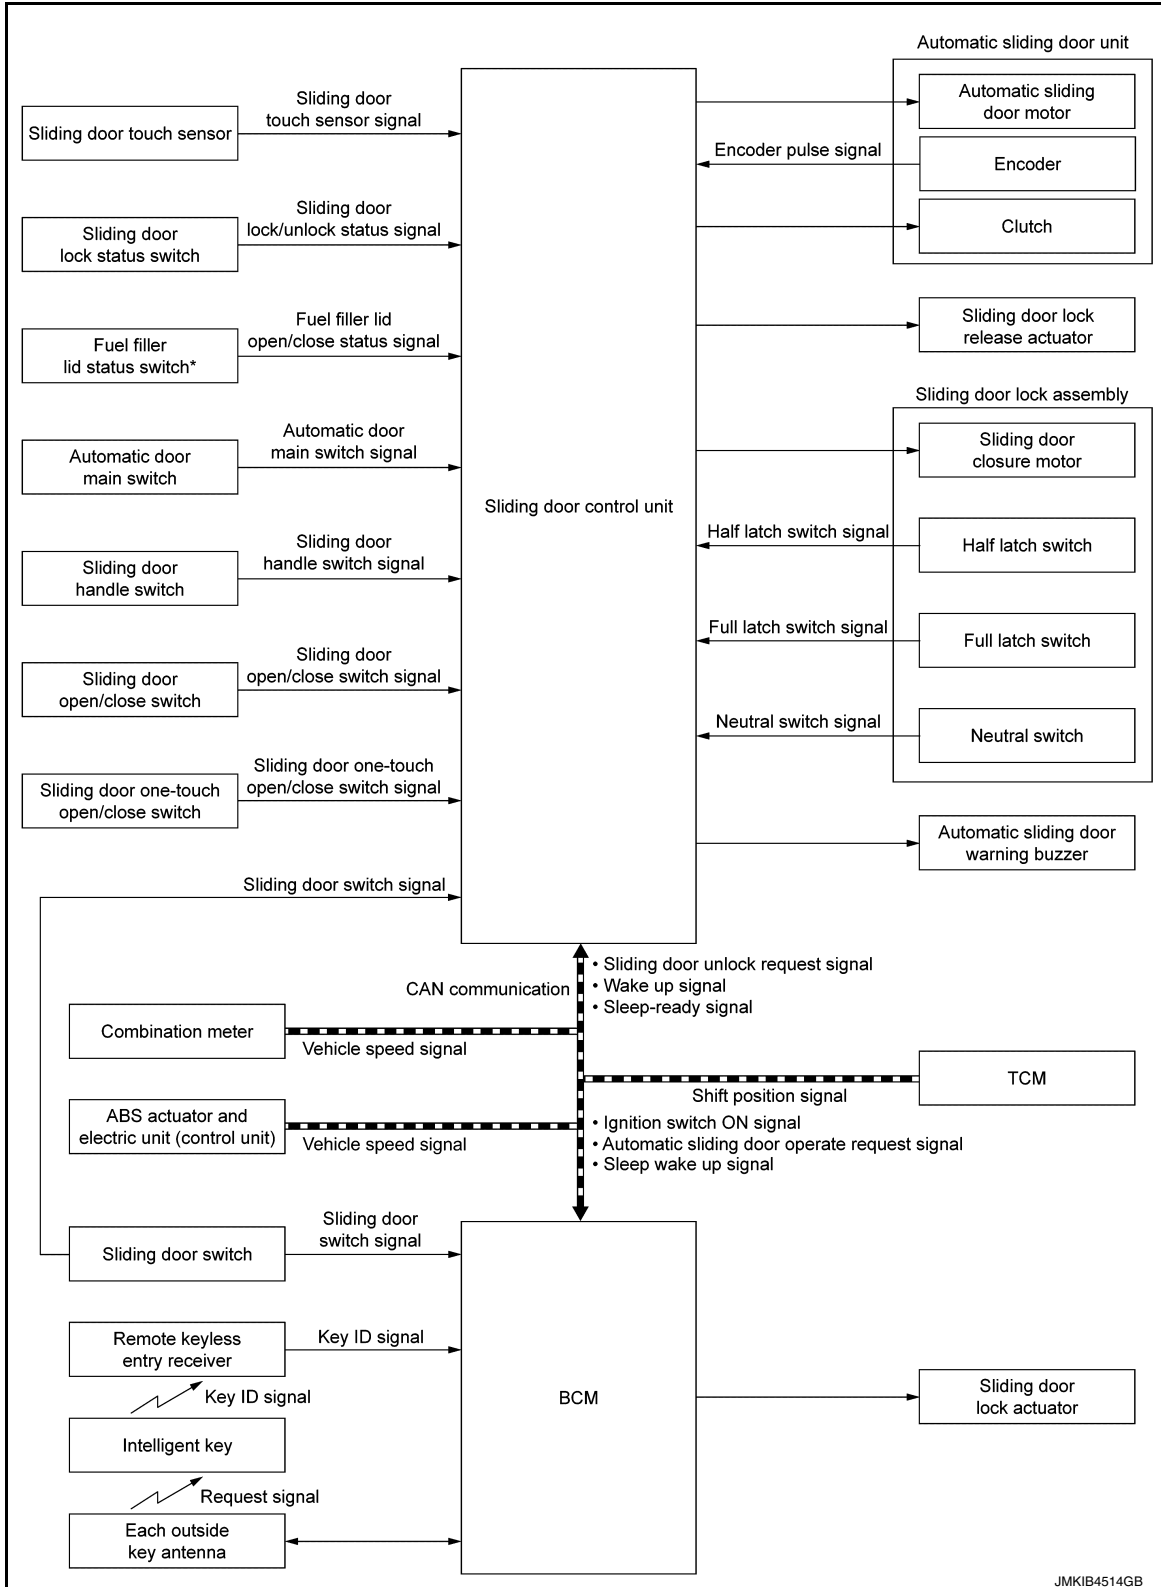 Automatic sliding door unit
Sliding door touch sensor
Sliding door
touch sensor signal
Automatic sliding
door motor
Encoder pulse signal
Encoder
Sliding door
lock status switch
Sliding door
lock/unlock status signal
Clutch
Fuel filler
lid status switch*
Fuel filler lid
open/close status signal
Sliding door lock
release actuator
Sliding door lock assembly
Automatic door
main switch
Automatic door
main switch signal
Sliding door
closure motor
Sliding door control unit
Sliding door
handle switch
Sliding door
handle switch signal
Half latch switch signal
Half latch switch
Sliding door
open/close switch
Sliding door
open/close switch signal
Full latch switch signal
Full latch switch
Neutral switch signal
Neutral switch
Sliding door one-touch
open/close switch
Sliding door one-touch
open/close switch signal
Automatic sliding door
warning buzzer
Sliding door switch signal
CAN communication
• Sliding door unlock request signal
• Wake up signal
• Sleep-ready signal
Combination meter
Vehicle speed signal
TCM
Shift position signal
ABS actuator and
electric unit (control unit)
Vehicle speed signal
• Ignition switch ON signal
• Automatic sliding door operate request signal
• Sleep wake up signal
Sliding door switch
Sliding door
switch signal
Remote keyless
entry receiver
Key ID signal
Key ID signal
BCM
Sliding door
lock actuator
Intelligent key
Request signal
Each outside
key antenna
JMKIB4514GB